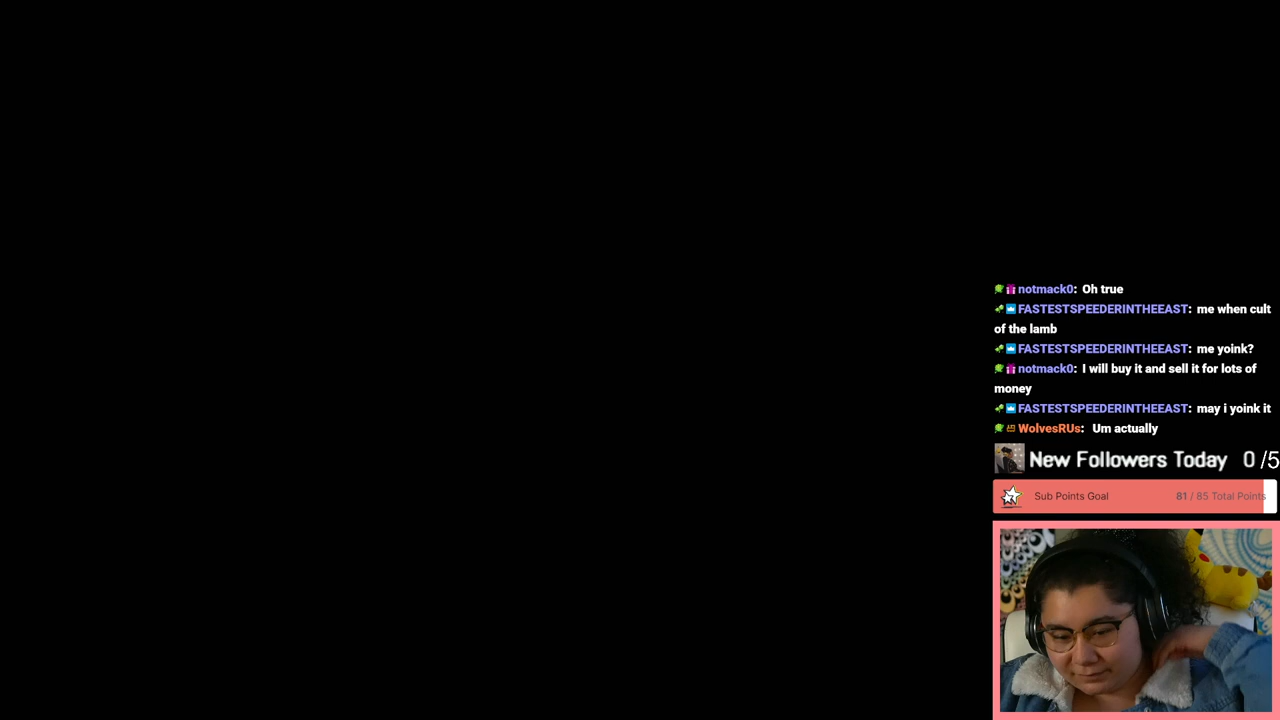 notmack0: Oh true
FASTESTSPEEDERINTHEEAST: me when cult
of the lamb
FASTESTSPEEDERINTHEEAST: me yoink?
notmack0: I will buy it and sell it for lots of
money
FASTESTSPEEDERINTHEEAST: may i yoink it
WolvesRUs: Um actually
New Followers Today 0 /5
Sub Points Goal 81 / 85 Total Points